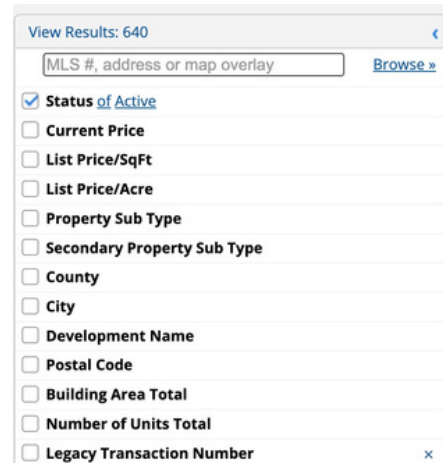 View Results: 640
MLS #, address or map overlay Browse »
Status of Active
Current Price
List Price/SqFt
List Price/Acre
Property Sub Type
Secondary Property Sub Type
County
City
Development Name
Postal Code
Building Area Total
Number of Units Total
Legacy Transaction Number